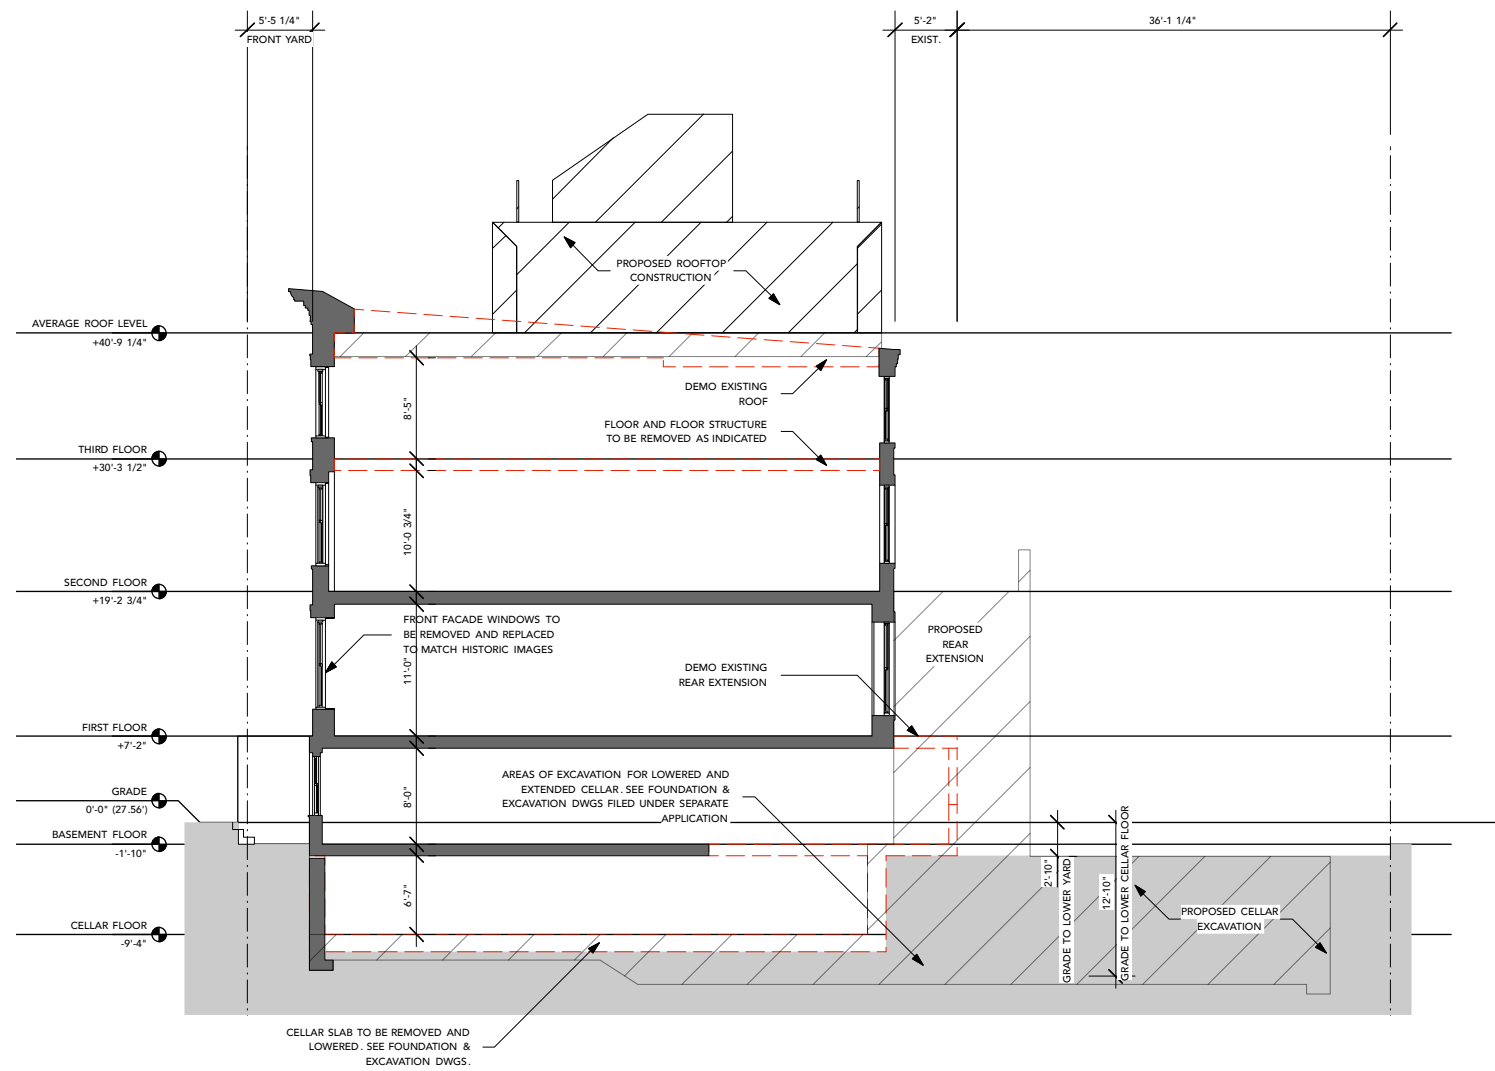 5'-5 1/4"
FRONT YARD
5'-2"
EXIST.
36'-1 1/4"
PROPOSED ROOFTOP
CONSTRUCTION
AVERAGE ROOF LEVEL
+40'-9 1/4"
DEMO EXISTING
ROOF
8'-5"
FLOOR AND FLOOR STRUCTURE
TO BE REMOVED AS INDICATED
THIRD FLOOR
+30'-3 1/2"
10'-0 3/4"
SECOND FLOOR
+19'-2 3/4"
FRONT FACADE WINDOWS TO
BE REMOVED AND REPLACED
TO MATCH HISTORIC IMAGES
11'-0"
PROPOSED
REAR
EXTENSION
DEMO EXISTING
REAR EXTENSION
FIRST FLOOR
+7'-2"
AREAS OF EXCAVATION FOR LOWERED AND
EXTENDED CELLAR. SEE FOUNDATION &
EXCAVATION DWGS FILED UNDER SEPARATE
APPLICATION
8'-0"
GRADE
0'-0" (27.56')
BASEMENT FLOOR
-1'-10"
2'-10"
GRADE TO LOWER YARD
12'-10"
GRADE TO LOWER CELLAR FLOOR
6'-7"
PROPOSED CELLAR
EXCAVATION
CELLAR FLOOR
-9'-4"
CELLAR SLAB TO BE REMOVED AND
LOWERED. SEE FOUNDATION &
EXCAVATION DWGS.